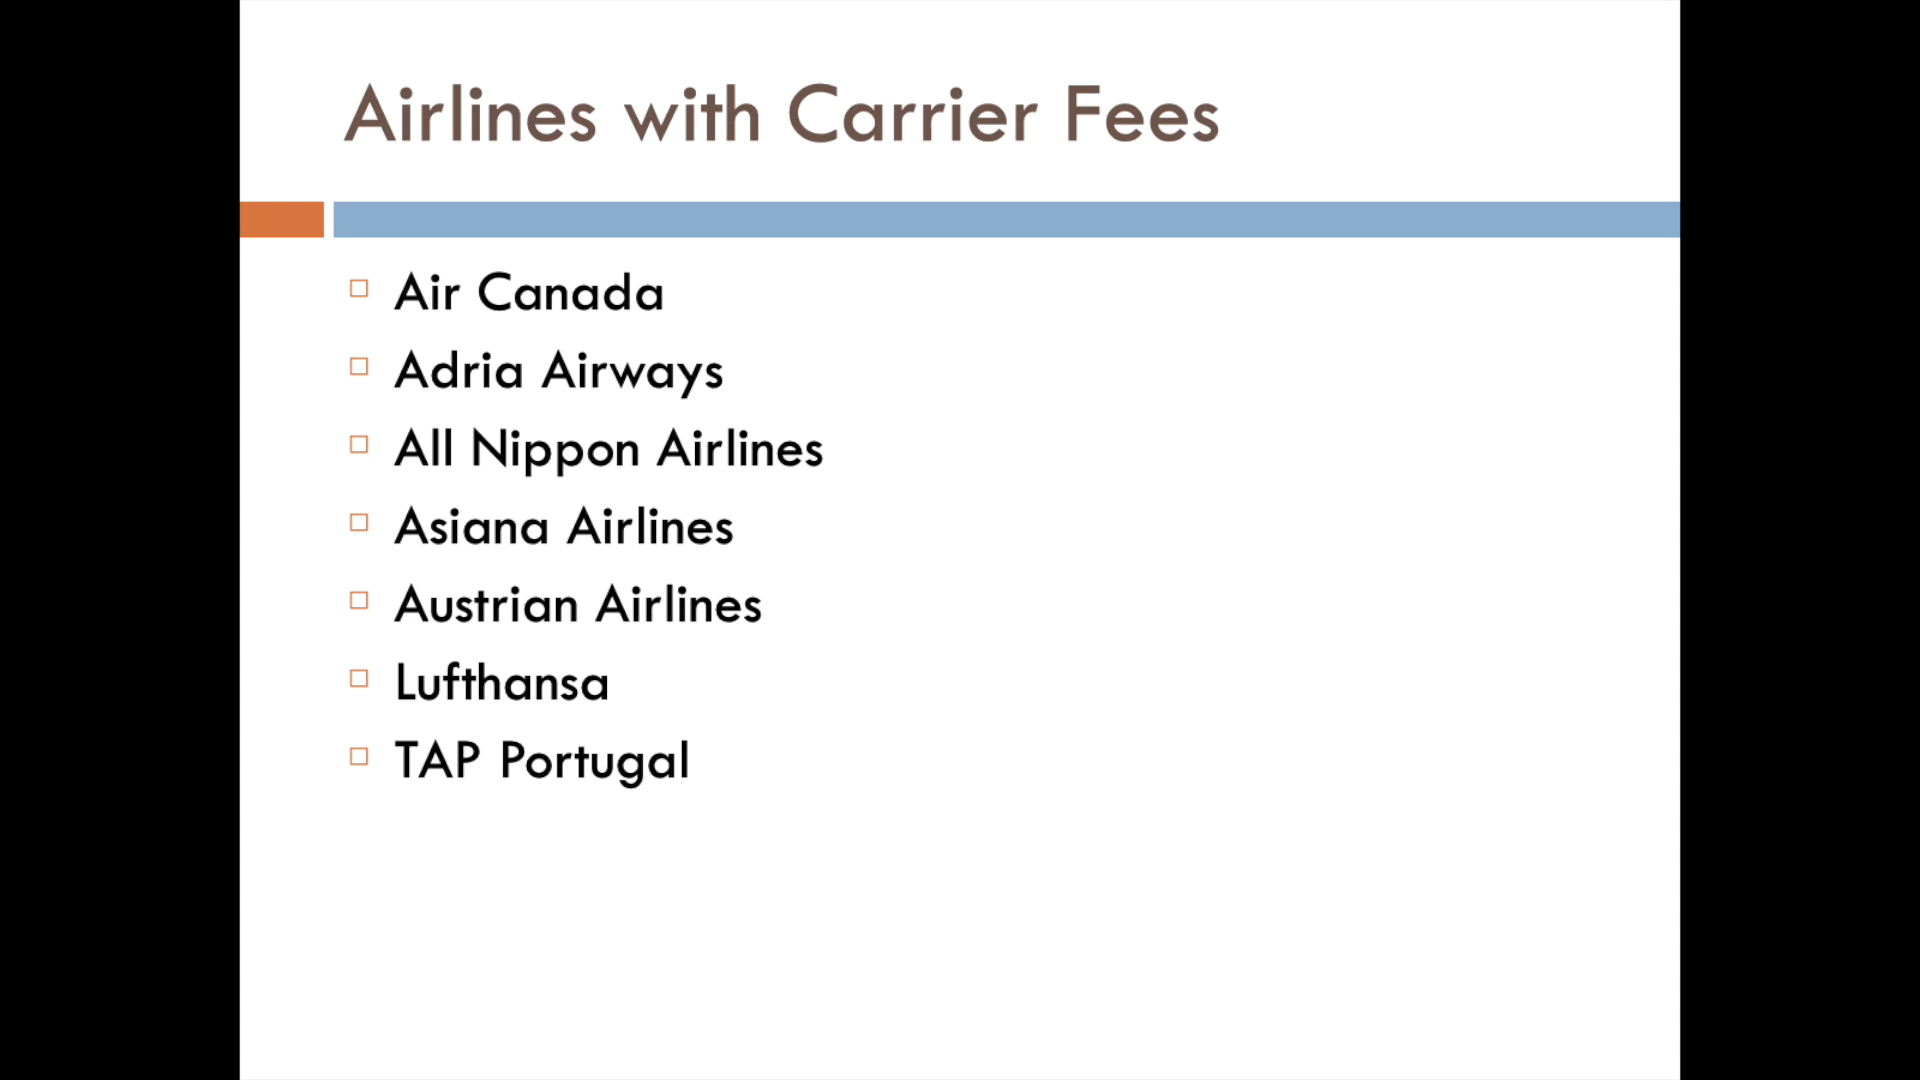 Airlines with Carrier Fees
Air Canada
Adria Airways
All Nippon Airlines
Asiana Airlines
Austrian Airlines
Lufthansa
TAP Portugal